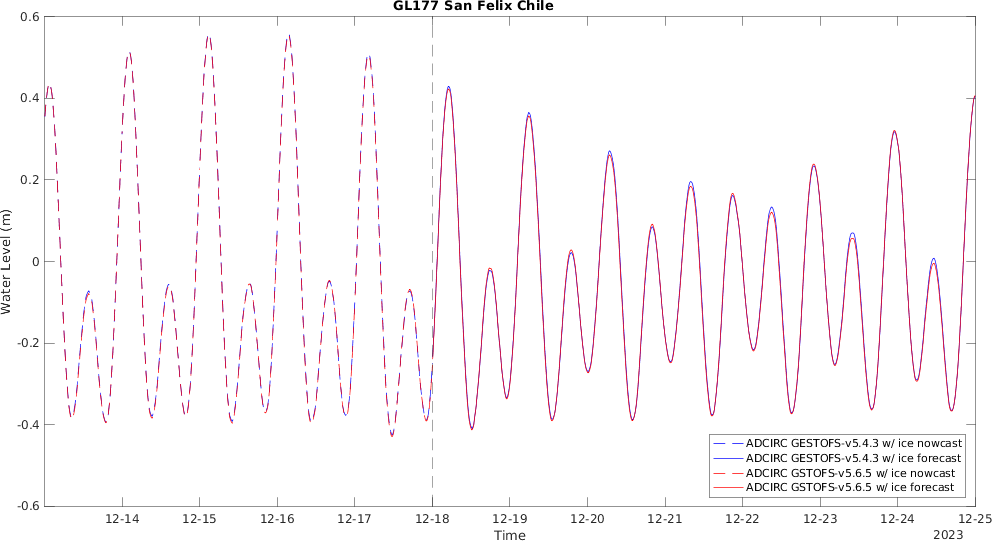 GL177 San Felix Chile
0.6
0.4
0.2
0
-0.2
-0.4
-0.6
Water Level (m)
ADCIRC GESTOFS-v5.4.3 w/ ice nowcast
ADCIRC GESTOFS-v5.4.3 w/ ice forecast
ADCIRC GSTOFS-v5.6.5 w/ ice nowcast
ADCIRC GSTOFS-v5.6.5 w/ ice forecast
12-14 12-15 12-16 12-17 12-18 12-19 12-20 12-21 12-22 12-23 12-24 12-25
Time
2023